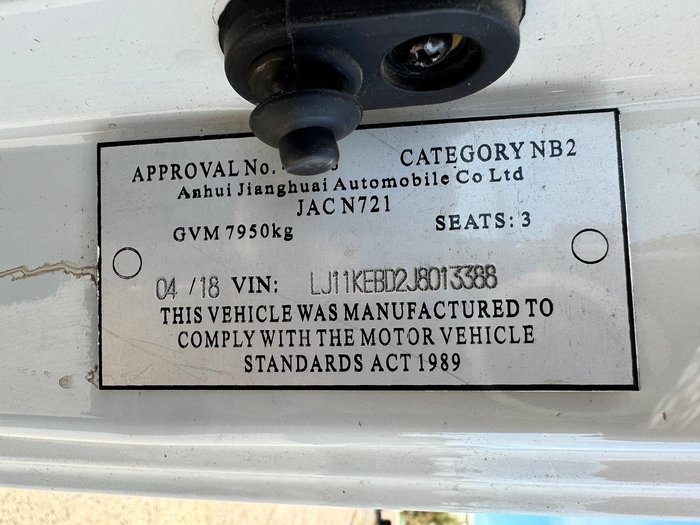 APPROVAL No. CATEGORY NB2
Anhui Jianghuai Automobile Co Ltd
JAC N721
GVM 7950kg SEATS: 3
04 /18 VIN: LJ11KEBD2J8013388
THIS VEHICLE WAS MANUFACTURED TO
COMPLY WITH THE MOTOR VEHICLE
STANDARDS ACT 1989